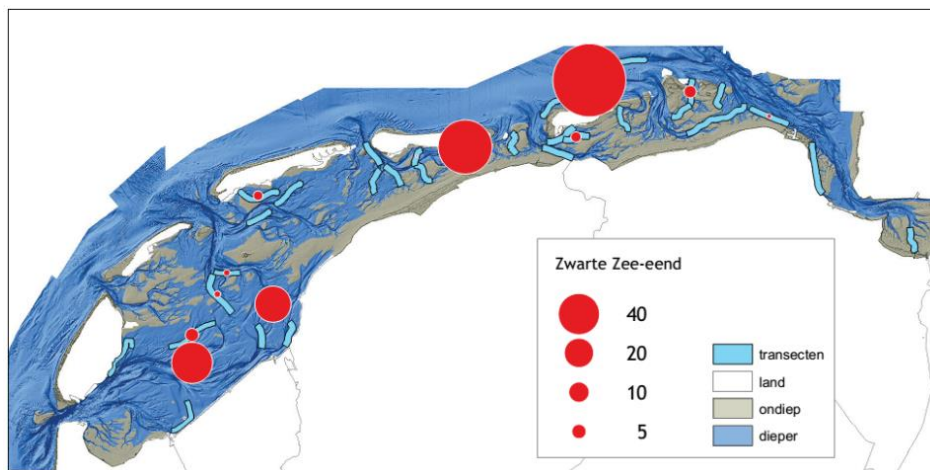 Zwarte Zee-eend
40
20
10
5
transecten
land
ondiep
dieper